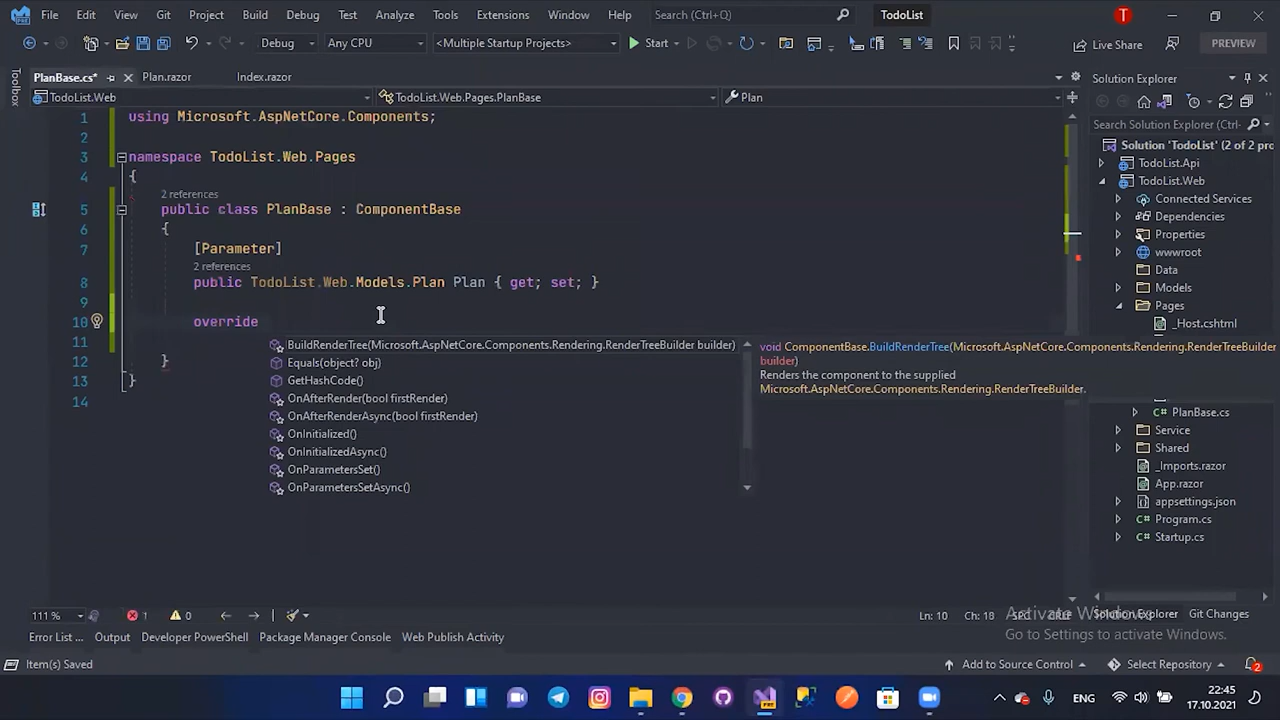 File Edit View Git Project Build Debug Test Analyze Tools Extensions Window Help Search (Ctrl+Q) TodoList T
Debug Any CPU <Multiple Startup Projects> Start Live Share PREVIEW
Toolbox
PlanBase.cs* Plan.razor Index.razor
TodoList.Web TodoList.Web.Pages.PlanBase Plan
1 using Microsoft.AspNetCore.Components;
2
3 namespace TodoList.Web.Pages
4 {
2 references
5 public class PlanBase : ComponentBase
6 {
7 [Parameter]
2 references
8 public TodoList.Web.Models.Plan Plan { get; set; }
9
10 override
11
12 }
13 }
14
BuildRenderTree(Microsoft.AspNetCore.Components.Rendering.RenderTreeBuilder builder)
Equals(object? obj)
GetHashCode()
OnAfterRender(bool firstRender)
OnAfterRenderAsync(bool firstRender)
OnInitialized()
OnInitializedAsync()
OnParametersSet()
OnParametersSetAsync()
void ComponentBase.BuildRenderTree(Microsoft.AspNetCore.Components.Rendering.RenderTreeBuilder
builder)
Renders the component to the supplied
Microsoft.AspNetCore.Components.Rendering.RenderTreeBuilder.
Solution Explorer
Search Solution Explorer (Ctrl+
Solution 'TodoList' (2 of 2 pro
TodoList.Api
TodoList.Web
Connected Services
Dependencies
Properties
wwwroot
Data
Models
Pages
_Host.cshtml
PlanBase.cs
Service
Shared
_Imports.razor
App.razor
appsettings.json
Program.cs
Startup.cs
Solution Explorer Git Changes
111 % 1 0 Ln: 10 Ch: 18 SPC CRLF
Activate Windows
Go to Settings to activate Windows.
Error List ... Output Developer PowerShell Package Manager Console Web Publish Activity
Item(s) Saved Add to Source Control Select Repository 2
PRE ENG 22:45
17.10.2021